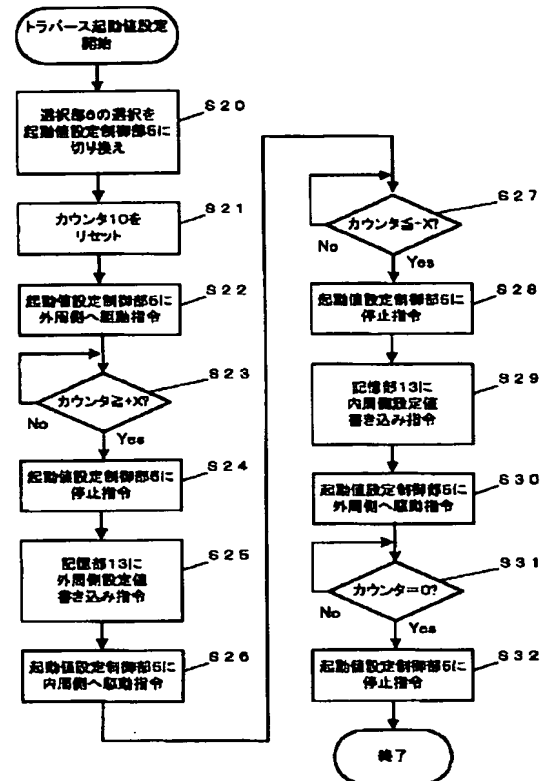 トラバース起動値設定
開始
S20
選択部6の選択を
起動値設定制御部5に
切り換え
S21
カウンタ10を
リセット
S22
起動値設定制御部5に
外周側へ駆動指令
S23
カウンタ≧+X?
No
Yes
S24
起動値設定制御部5に
停止指令
S25
記憶部13に
外周側設定値
書き込み指令
S26
起動値設定制御部5に
内周側へ駆動指令
S27
カウンタ≦-X?
No
Yes
S28
起動値設定制御部5に
停止指令
S29
記憶部13に
内周側設定値
書き込み指令
S30
起動値設定制御部5に
外周側へ駆動指令
S31
カウンタ=0?
No
Yes
S32
起動値設定制御部5に
停止指令
終了